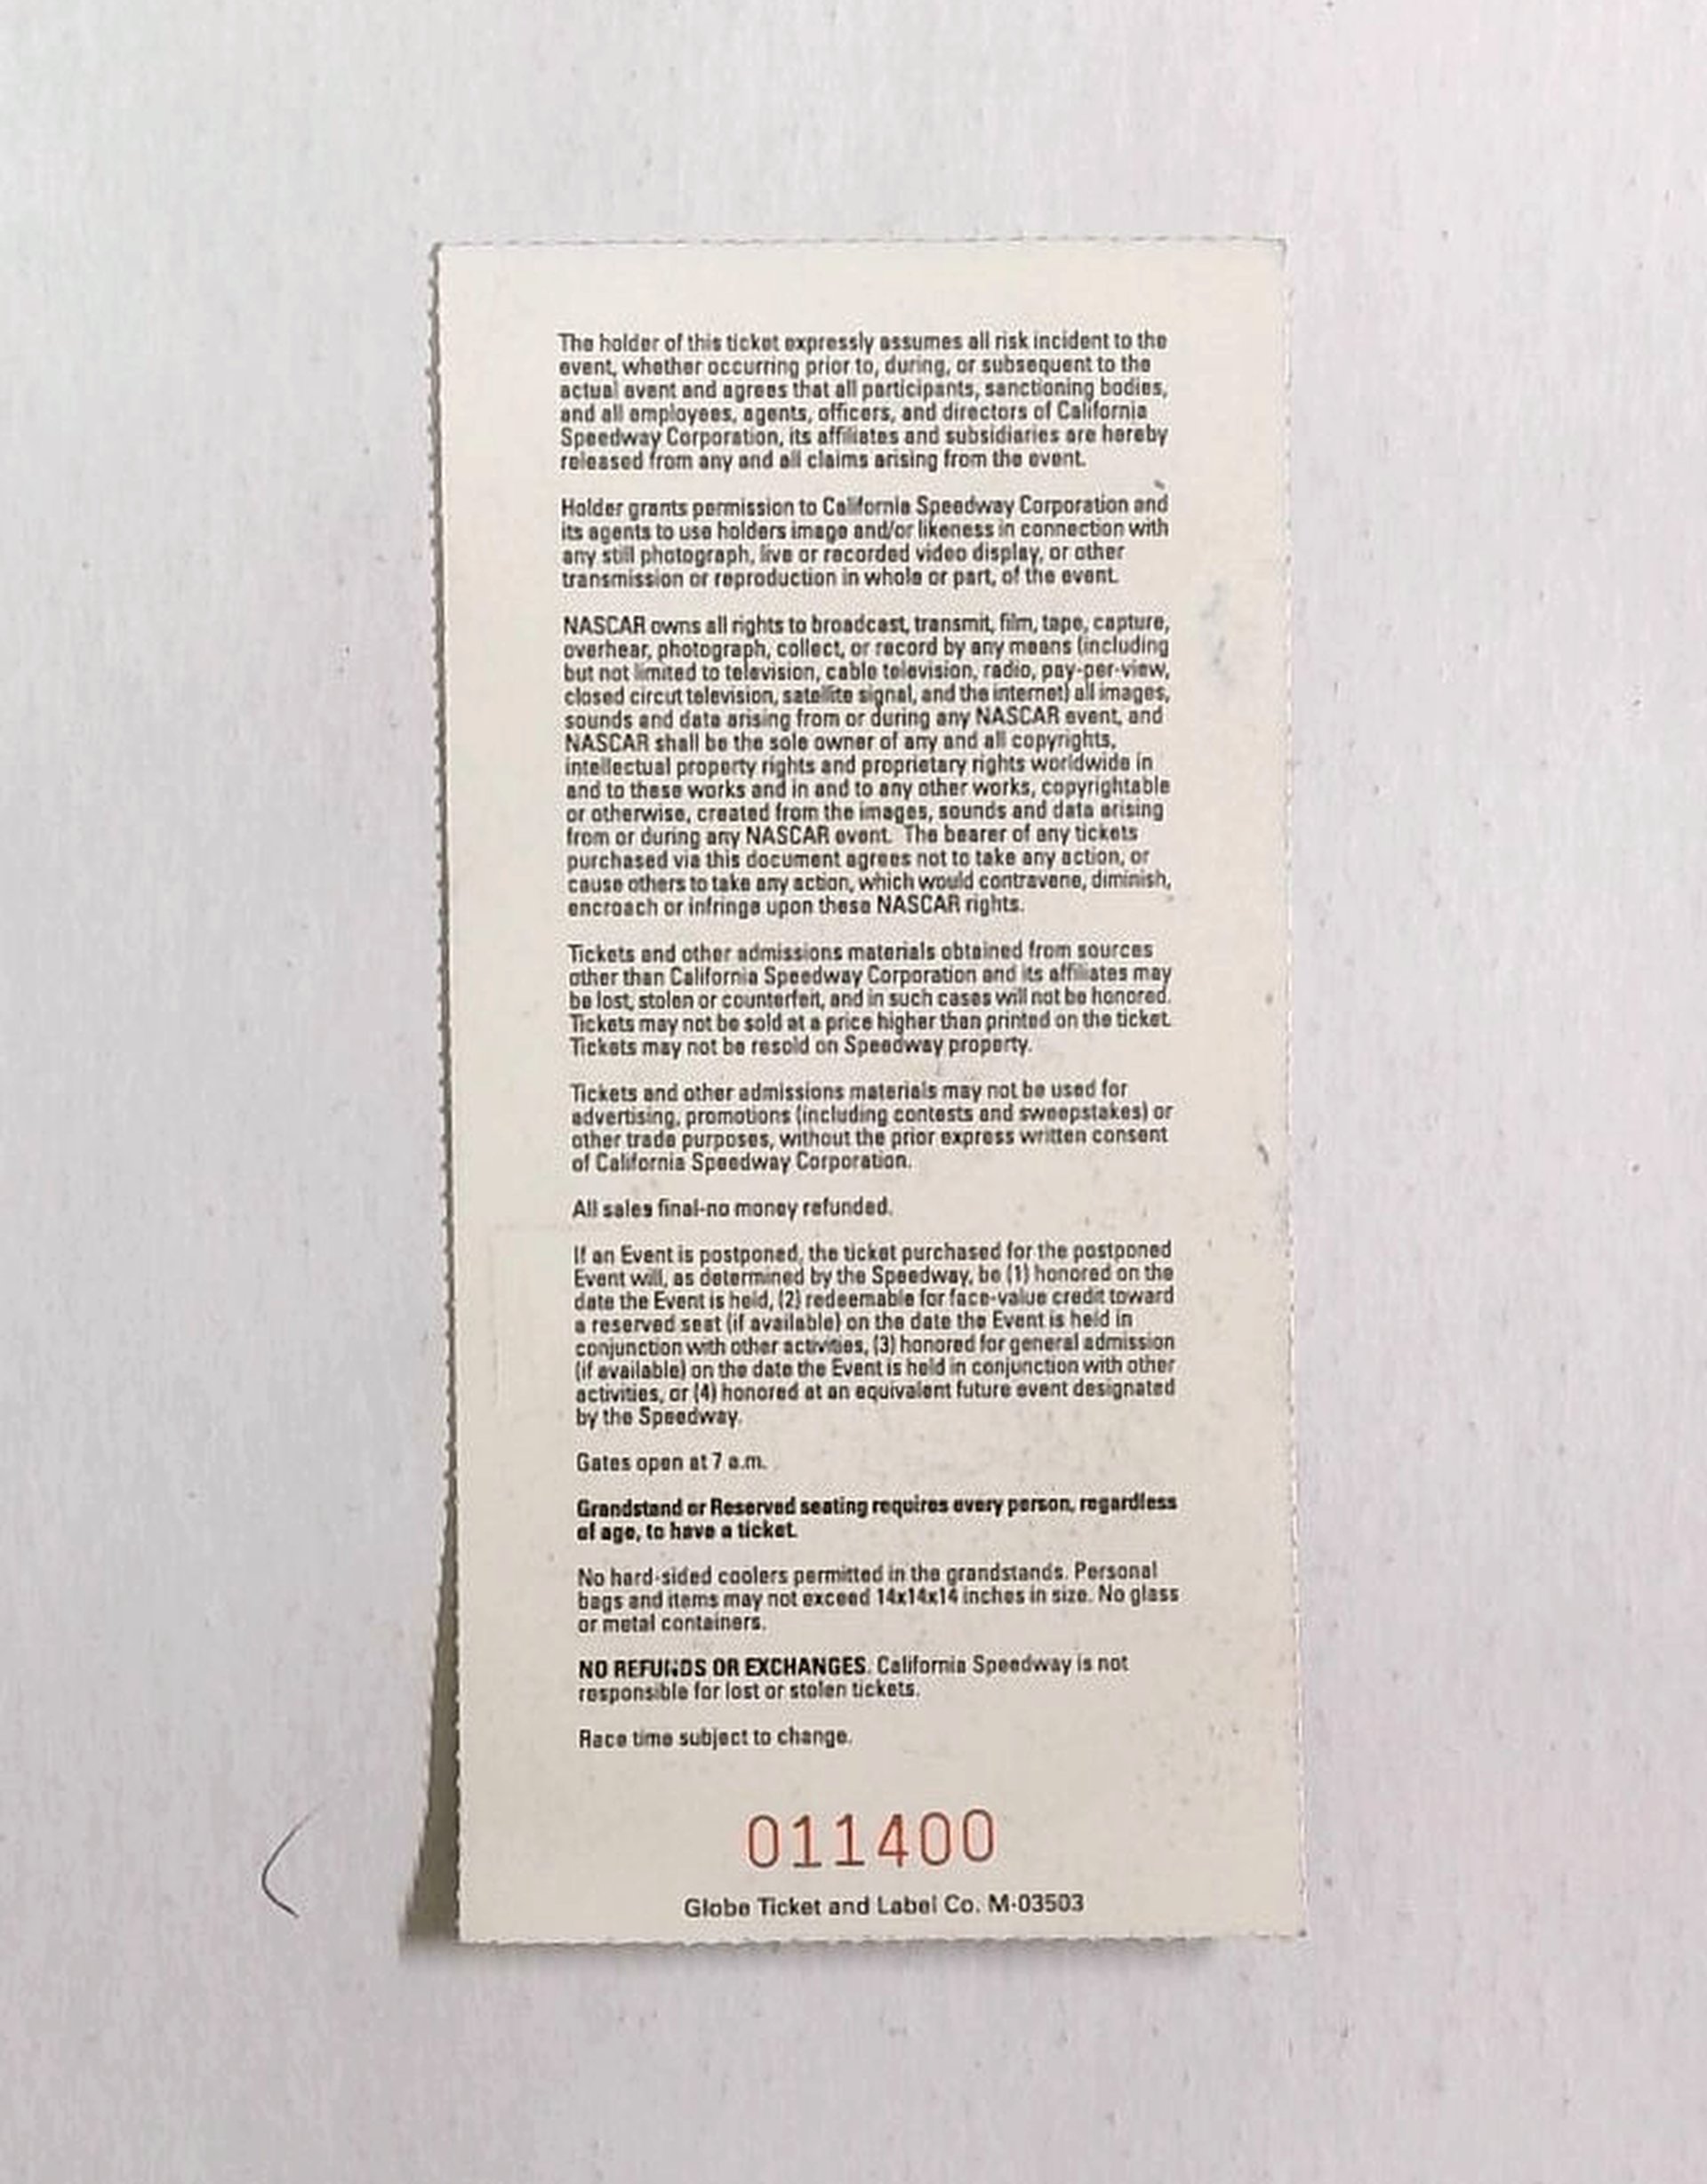 The holder of this ticket expressly assumes all risk incident to the
event, whether occurring prior to, during, or subsequent to the
actual event and agrees that all participants, sanctioning bodies,
and all employees, agents, officers, and directors of California
Speedway Corporation, its affiliates and subsidiaries are hereby
released from any and all claims arising from the event.
Holder grants permission to California Speedway Corporation and
its agents to use holders image and/or likeness in connection with
any still photograph, live or recorded video display, or other
transmission or reproduction in whole or part, of the event.
NASCAR owns all rights to broadcast, transmit, film, tape, capture,
overhear, photograph, collect, or record by any means (including
but not limited to television, cable television, radio, pay-per-view,
closed circut television, satellite signal, and the internet) all images,
sounds and data arising from or during any NASCAR event, and
NASCAR shall be the sole owner of any and all copyrights,
intellectual property rights and proprietary rights worldwide in
and to these works and in and to any other works, copyrightable
or otherwise, created from the images, sounds and data arising
from or during any NASCAR event. The bearer of any tickets
purchased via this document agrees not to take any action, or
cause others to take any action, which would contravene, diminish,
encroach or infringe upon these NASCAR rights.
Tickets and other admissions materials obtained from sources
other than California Speedway Corporation and its affiliates may
be lost, stolen or counterfeit, and in such cases will not be honored.
Tickets may not be sold at a price higher than printed on the ticket.
Tickets may not be resold on Speedway property.
Tickets and other admissions materials may not be used for
advertising, promotions (including contests and sweepstakes) or
other trade purposes, without the prior express written consent
of California Speedway Corporation.
All sales final-no money refunded.
If an Event is postponed, the ticket purchased for the postponed
Event will, as determined by the Speedway, be (1) honored on the
date the Event is held, (2) redeemable for face-value credit toward
a reserved seat (if available) on the date the Event is held in
conjunction with other activities, (3) honored for general admission
(if available) on the date the Event is held in conjunction with other
activities, or (4) honored at an equivalent future event designated
by the Speedway.
Gates open at 7 a.m.
Grandstand or Reserved seating requires every person, regardless
of age, to have a ticket.
No hard-sided coolers permitted in the grandstands. Personal
bags and items may not exceed 14x14x14 inches in size. No glass
or metal containers.
NO REFUNDS OR EXCHANGES. California Speedway is not
responsible for lost or stolen tickets.
Race time subject to change.
011400
Globe Ticket and Label Co. M-03503